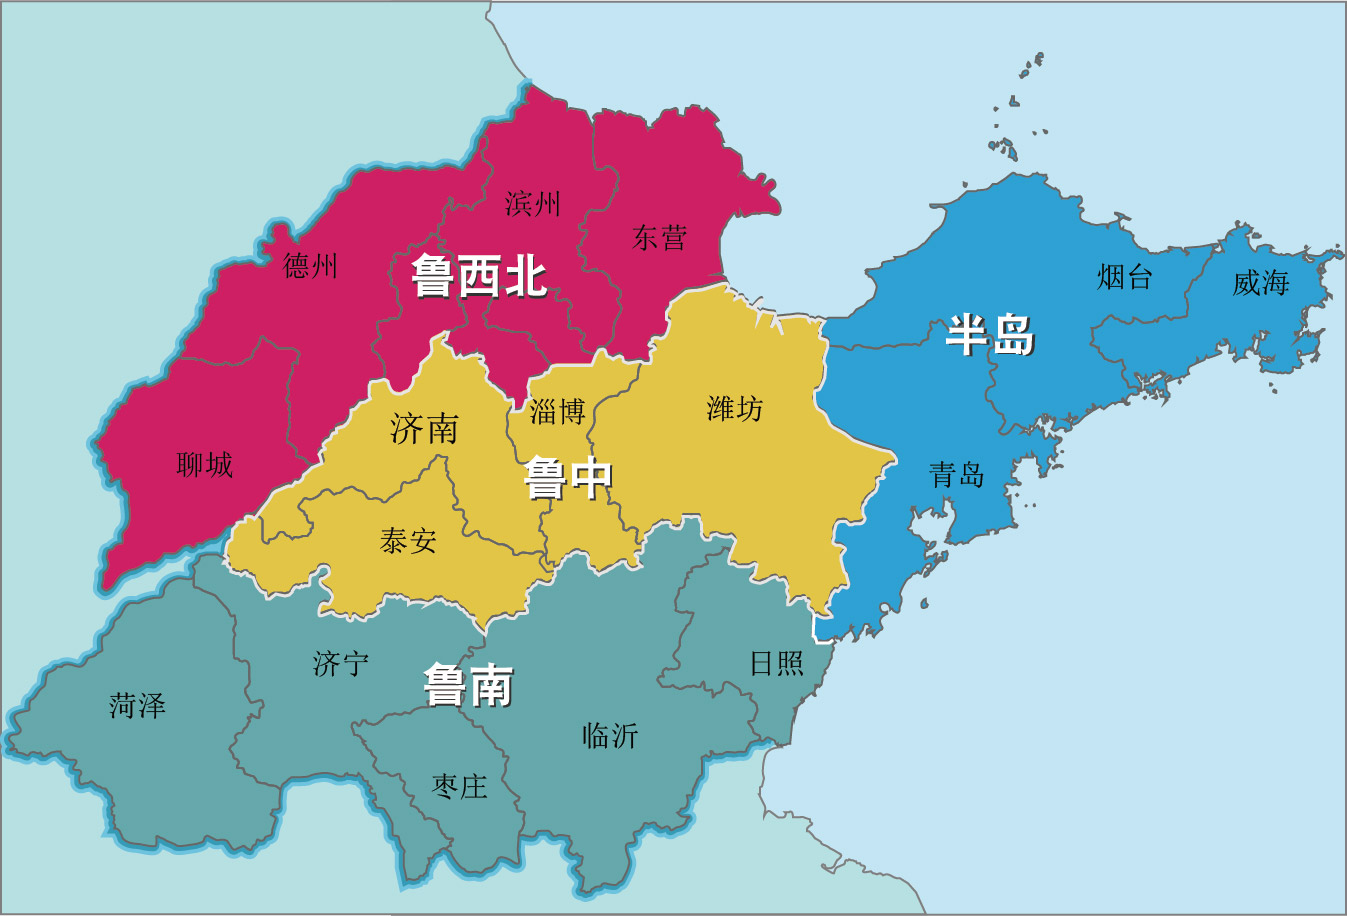 滨州
东营
德州
鲁西北
烟台
威海
半岛
淄博
潍坊
济南
聊城
鲁中
青岛
泰安
济宁
日照
鲁南
菏泽
临沂
枣庄